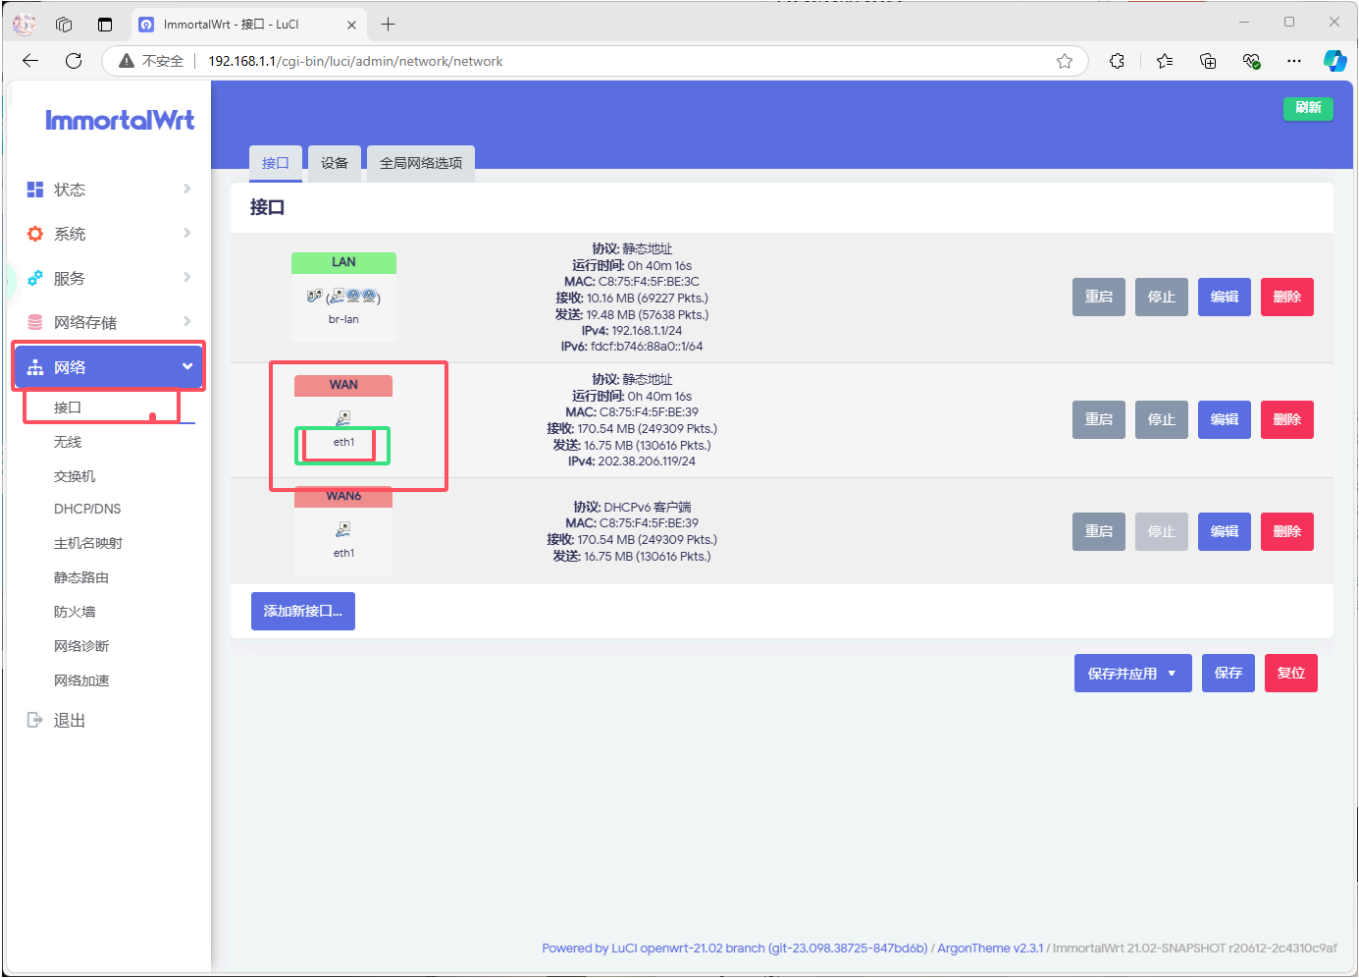 ImmortalWrt - 接口 - LuCI
不安全
192.168.1.1/cgi-bin/luci/admin/network/network
ImmortalWrt
刷新
接口
设备
全局网络选项
状态
系统
服务
网络存储
网络
接口
无线
交换机
DHCP/DNS
主机名映射
静态路由
防火墙
网络诊断
网络加速
退出
接口
LAN
br-lan
协议: 静态地址
运行时间: 0h 40m 16s
MAC: C8:75:F4:5F:BE:3C
接收: 10.16 MB (69227 Pkts.)
发送: 19.48 MB (57638 Pkts.)
IPv4: 192.168.1.1/24
IPv6: fdcf:b746:88a0::1/64
重启
停止
编辑
删除
WAN
eth1
协议: 静态地址
运行时间: 0h 40m 16s
MAC: C8:75:F4:5F:BE:39
接收: 170.54 MB (249309 Pkts.)
发送: 16.75 MB (130616 Pkts.)
IPv4: 202.38.206.119/24
重启
停止
编辑
删除
WAN6
eth1
协议: DHCPv6 客户端
MAC: C8:75:F4:5F:BE:39
接收: 170.54 MB (249309 Pkts.)
发送: 16.75 MB (130616 Pkts.)
重启
停止
编辑
删除
添加新接口...
保存并应用
保存
复位
Powered by LuCI openwrt-21.02 branch (git-23.098.38725-847bd6b) / ArgonTheme v2.3.1 / ImmortalWrt 21.02-SNAPSHOT r20612-2c4310c9af